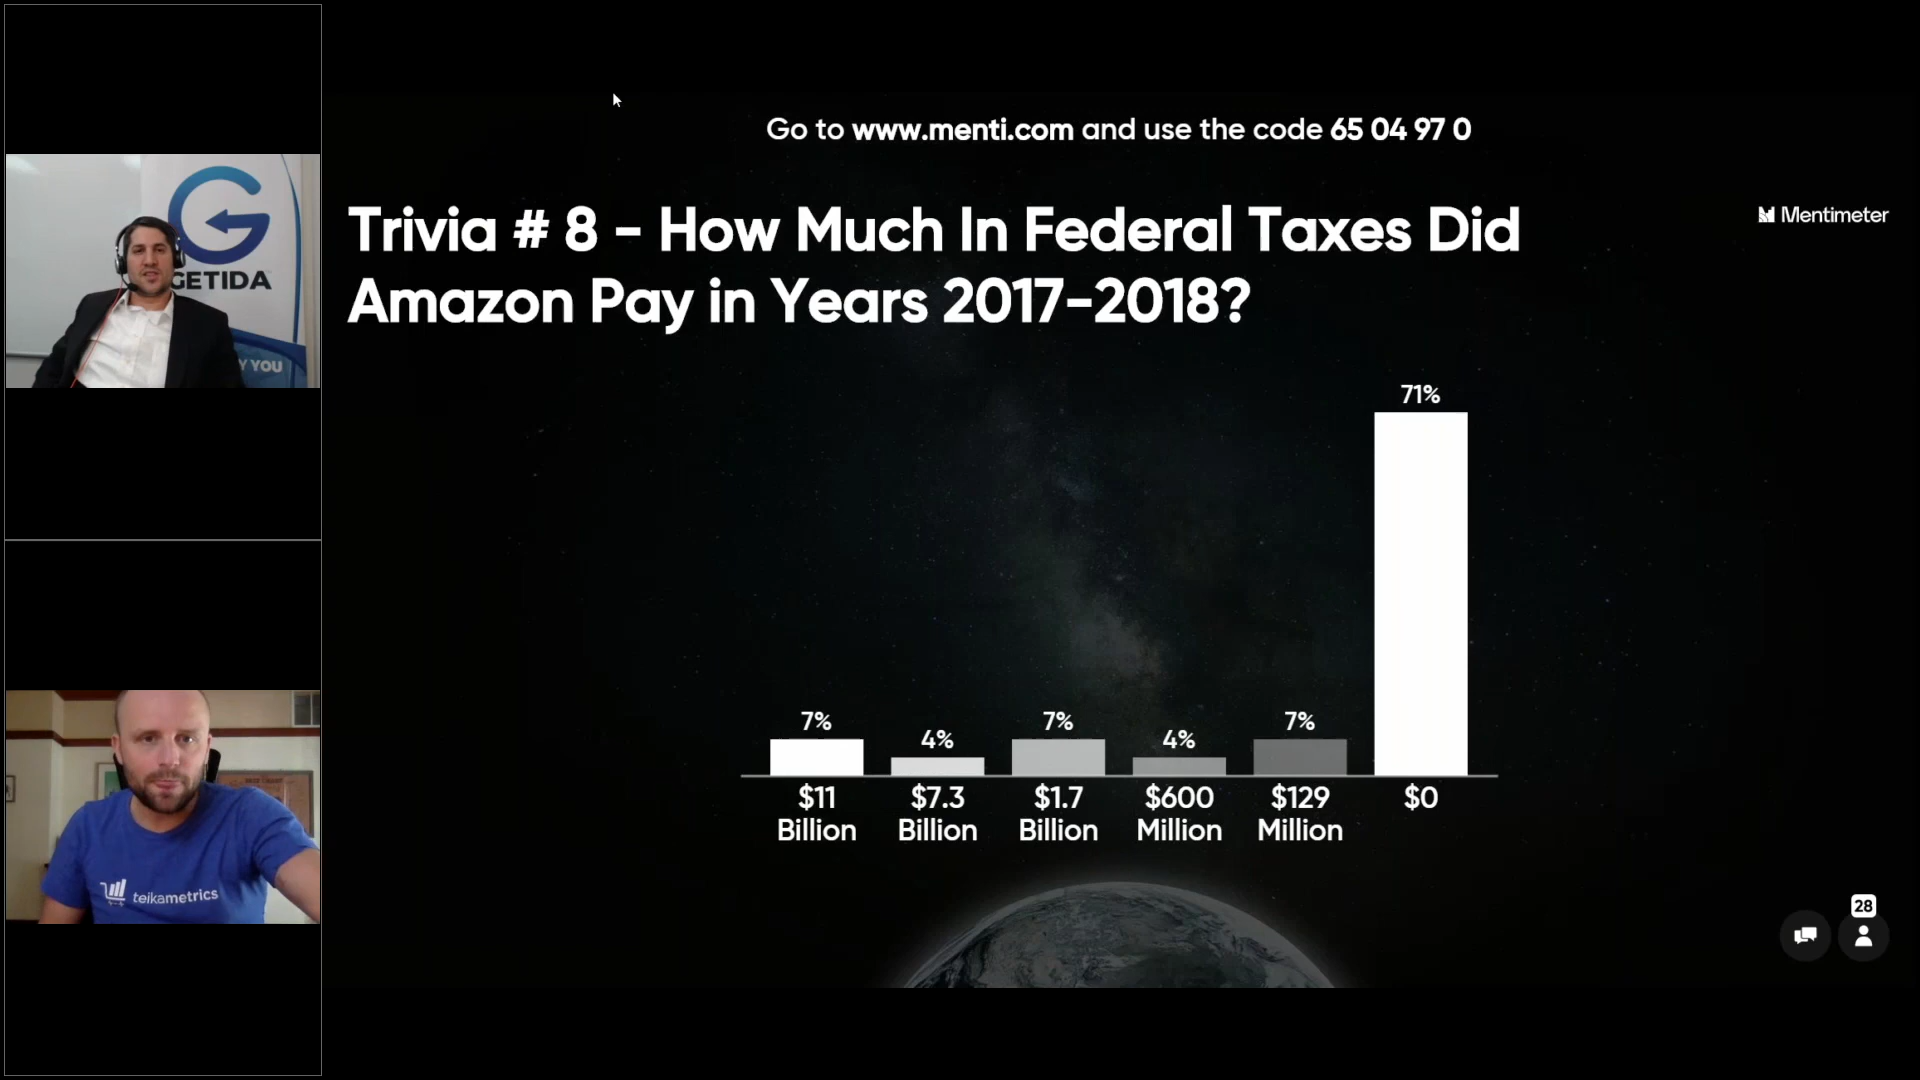 Go to www.menti.com and use the code 65 04 97 0
Mentimeter
Trivia # 8 - How Much In Federal Taxes Did
Amazon Pay in Years 2017-2018?
71%
7%
4%
7%
4%
7%
$11
Billion
$7.3
Billion
$1.7
Billion
$600
Million
$129
Million
$0
28
GETIDA
Y YOU
teikametrics